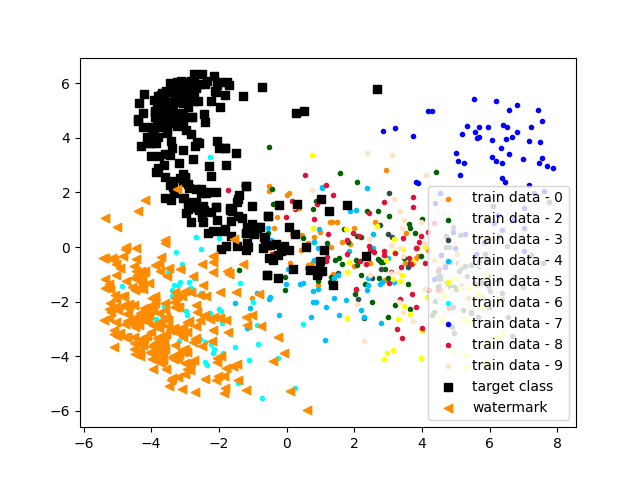 6
4
2
0
−2
−4
−6
−6
−4
−2
0
2
4
6
8
train data - 0
train data - 2
train data - 3
train data - 4
train data - 5
train data - 6
train data - 7
train data - 8
train data - 9
target class
watermark